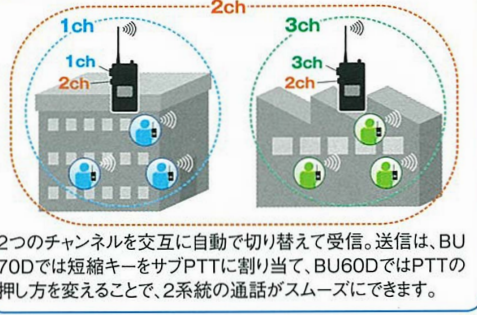 2ch
1ch
3ch
1ch
2ch
3ch
2ch
2つのチャンネルを交互に自動で切り替えて受信。送信は、BU
70Dでは短縮キーをサブPTTに割り当て、BU60DではPTTの
押し方を変えることで、2系統の通話がスムーズにできます。